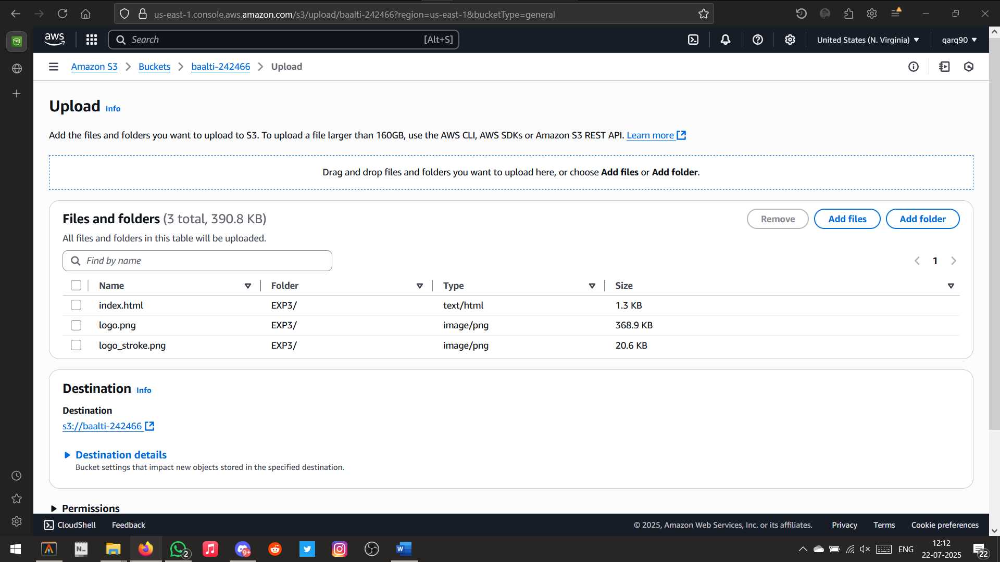 us-east-1.console.aws.amazon.com/s3/upload/baalti-242466?region=us-east-1&bucketType=general
aws
Search
[Alt+S]
United States (N. Virginia)
qarq90
Amazon S3
Buckets
baalti-242466
Upload
Upload Info
Add the files and folders you want to upload to S3. To upload a file larger than 160GB, use the AWS CLI, AWS SDKs or Amazon S3 REST API. Learn more
Drag and drop files and folders you want to upload here, or choose Add files or Add folder.
Files and folders (3 total, 390.8 KB)
Remove
Add files
Add folder
All files and folders in this table will be uploaded.
Find by name
1
Name Folder Type Size
index.html EXP3/ text/html 1.3 KB
logo.png EXP3/ image/png 368.9 KB
logo_stroke.png EXP3/ image/png 20.6 KB
Destination Info
Destination
s3://baalti-242466
Destination details
Bucket settings that impact new objects stored in the specified destination.
Permissions
CloudShell
Feedback
© 2025, Amazon Web Services, Inc. or its affiliates.
Privacy
Terms
Cookie preferences
N_
2
9+
W
ENG
12:12
22-07-2025
22